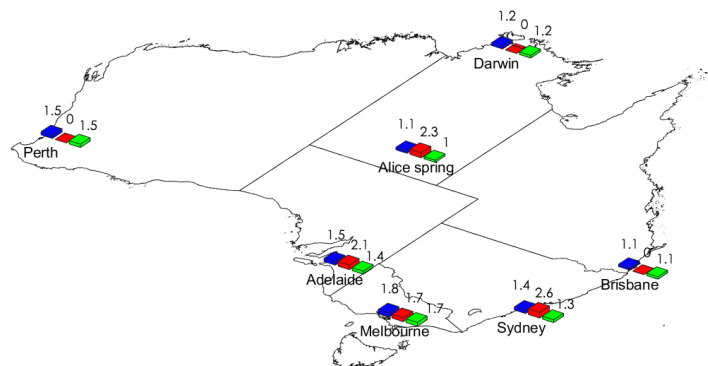 1.2 0 1.2
Darwin
1.5 0 1.5
Perth
1.1 2.3 1
Alice spring
1.5 2.1 1.4
Adelaide
1.1 0 1.1
Brisbane
1.8 1.7 1.7
Melbourne
1.4 2.6 1.3
Sydney